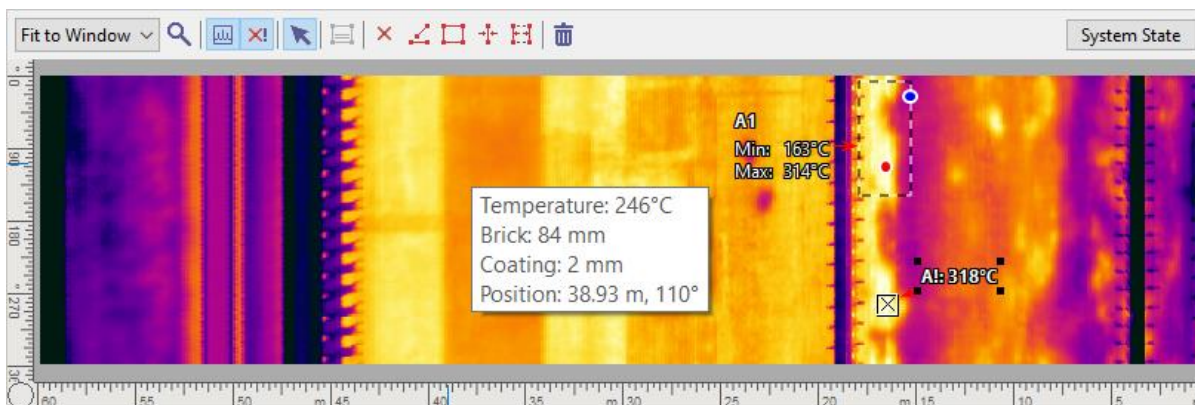 Fit to Window
System State
°
0
90
180
270
°
A1
Min: 163°C
Max: 314°C
Temperature: 246°C
Brick: 84 mm
Coating: 2 mm
Position: 38.93 m, 110°
A!: 318°C
60 55 50 m 45 40 35 m 30 25 20 m 15 10 5